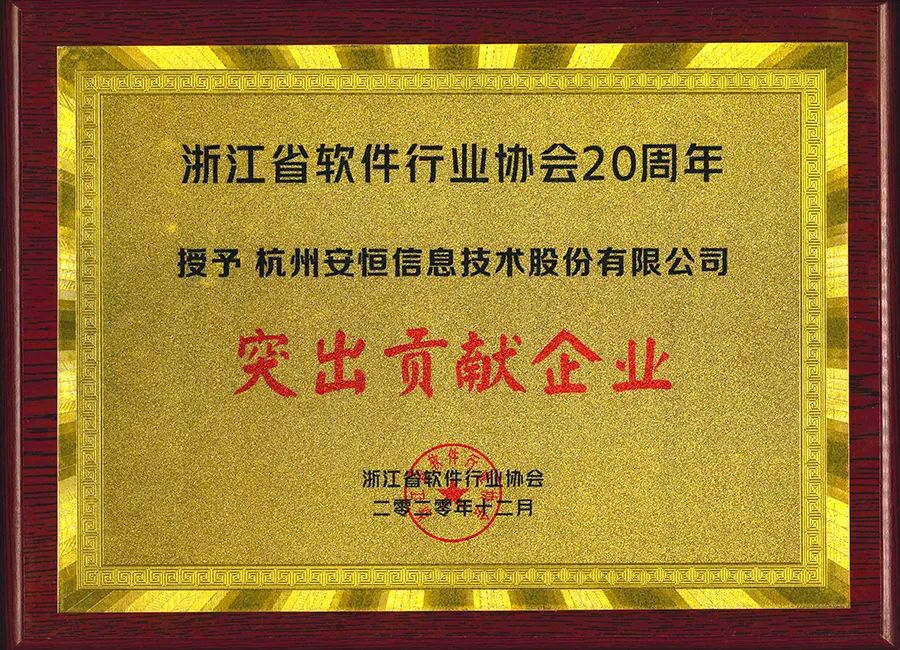 浙江省软件行业协会20周年
授予 杭州安恒信息技术股份有限公司
突出贡献企业
浙江省软件行业协会
二零二零年十二月